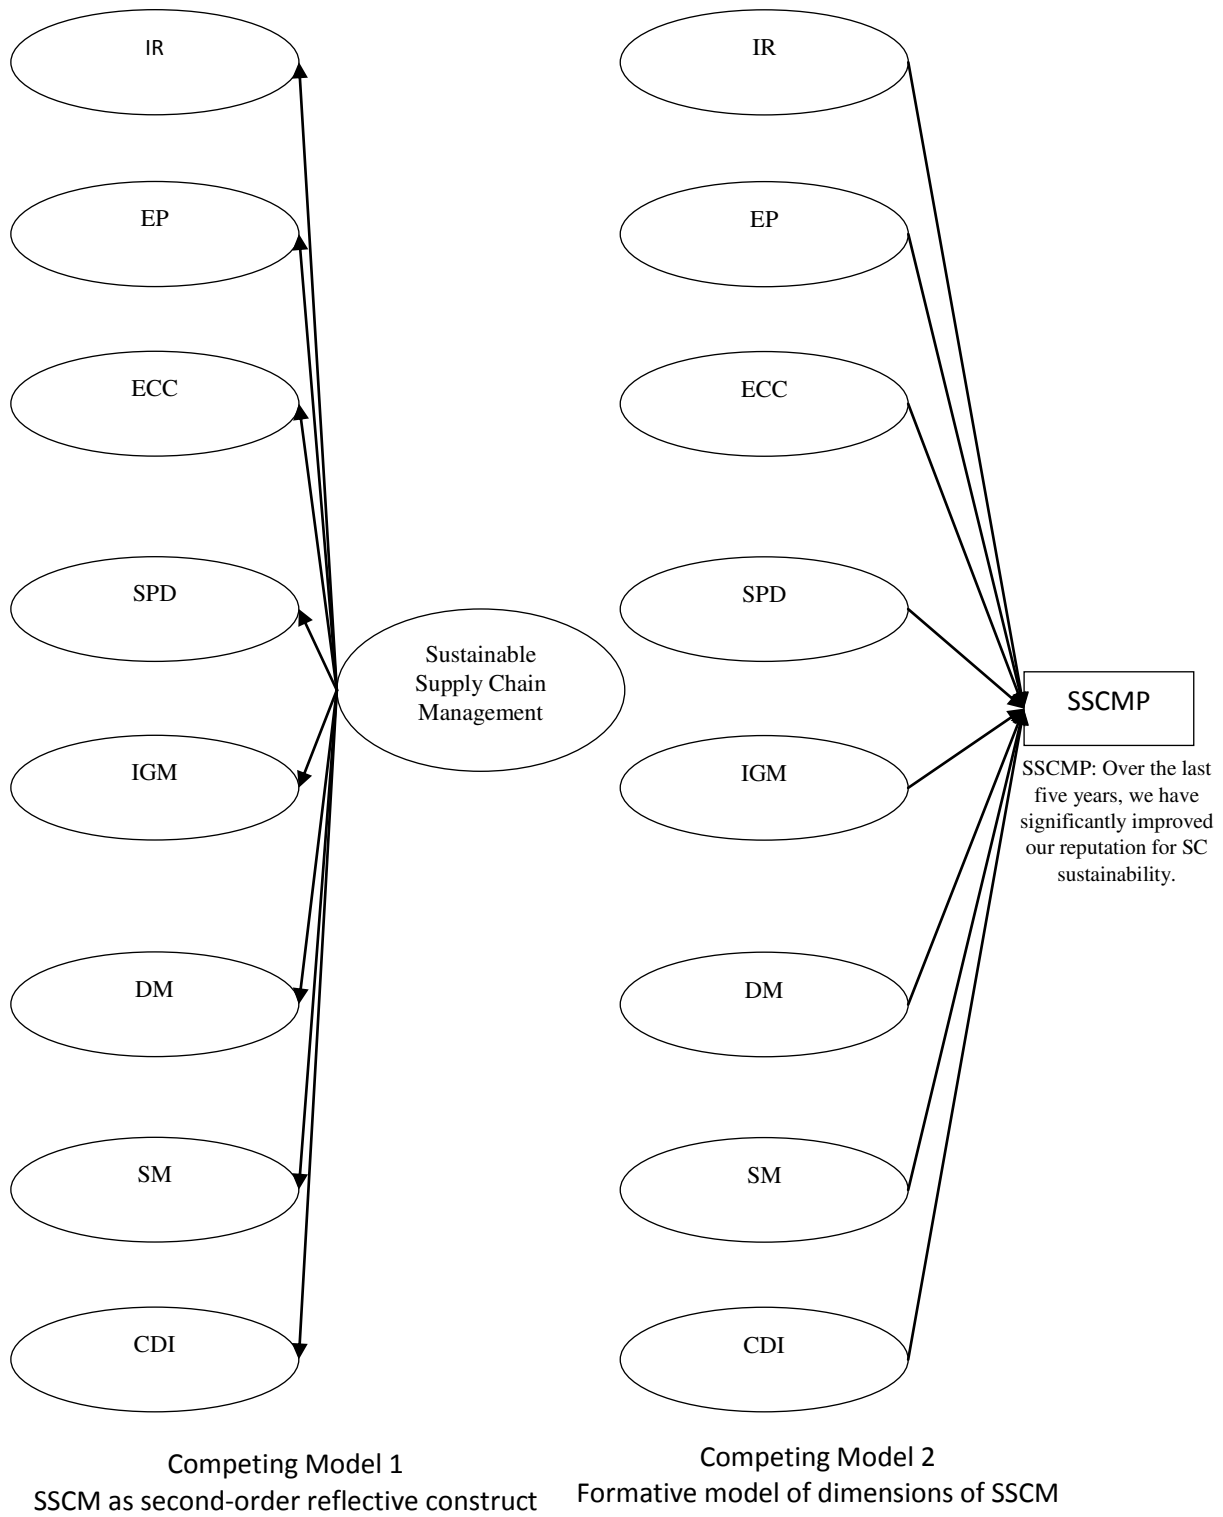 IR
EP
ECC
SPD
Sustainable
Supply Chain
Management
IGM
DM
SM
CDI
Competing Model 1
SSCM as second-order reflective construct
IR
EP
ECC
SPD
SSCMP
IGM
SSCMP: Over the last
five years, we have
significantly improved
our reputation for SC
sustainability.
DM
SM
CDI
Competing Model 2
Formative model of dimensions of SSCM